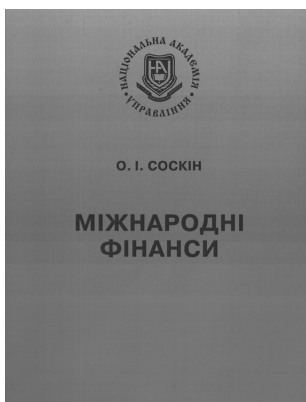 НАЦІОНАЛЬНА АКАДЕМІЯ
УПРАВЛІННЯ
О. І. СОСКІН
МІЖНАРОДНІ
ФІНАНСИ